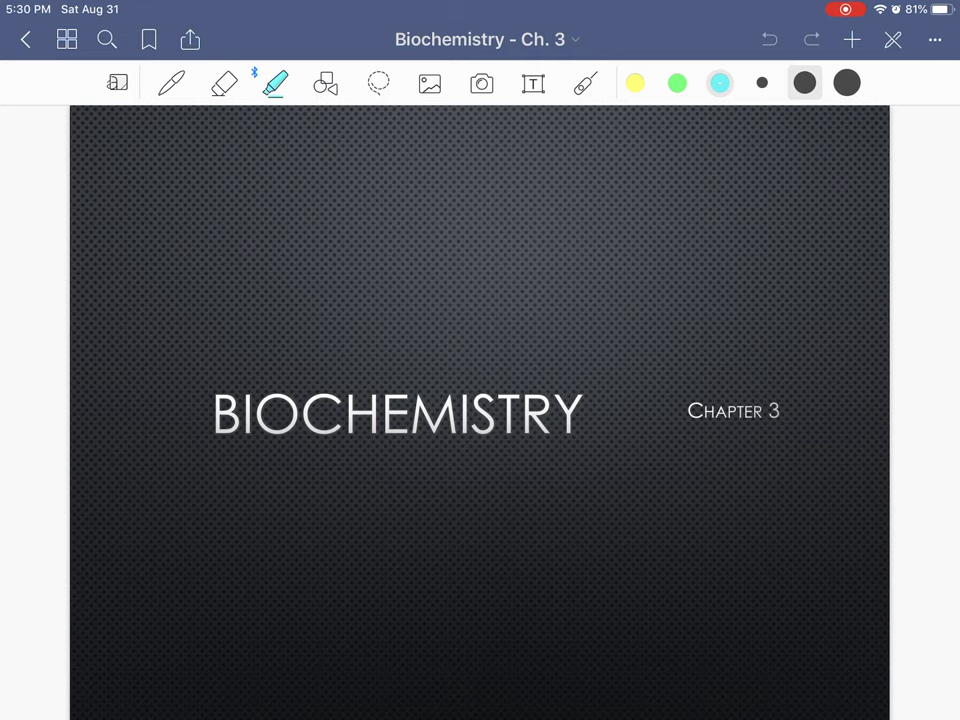 5:30 PM Sat Aug 31 81%
Biochemistry - Ch. 3
a T
BIOCHEMISTRY CHAPTER 3